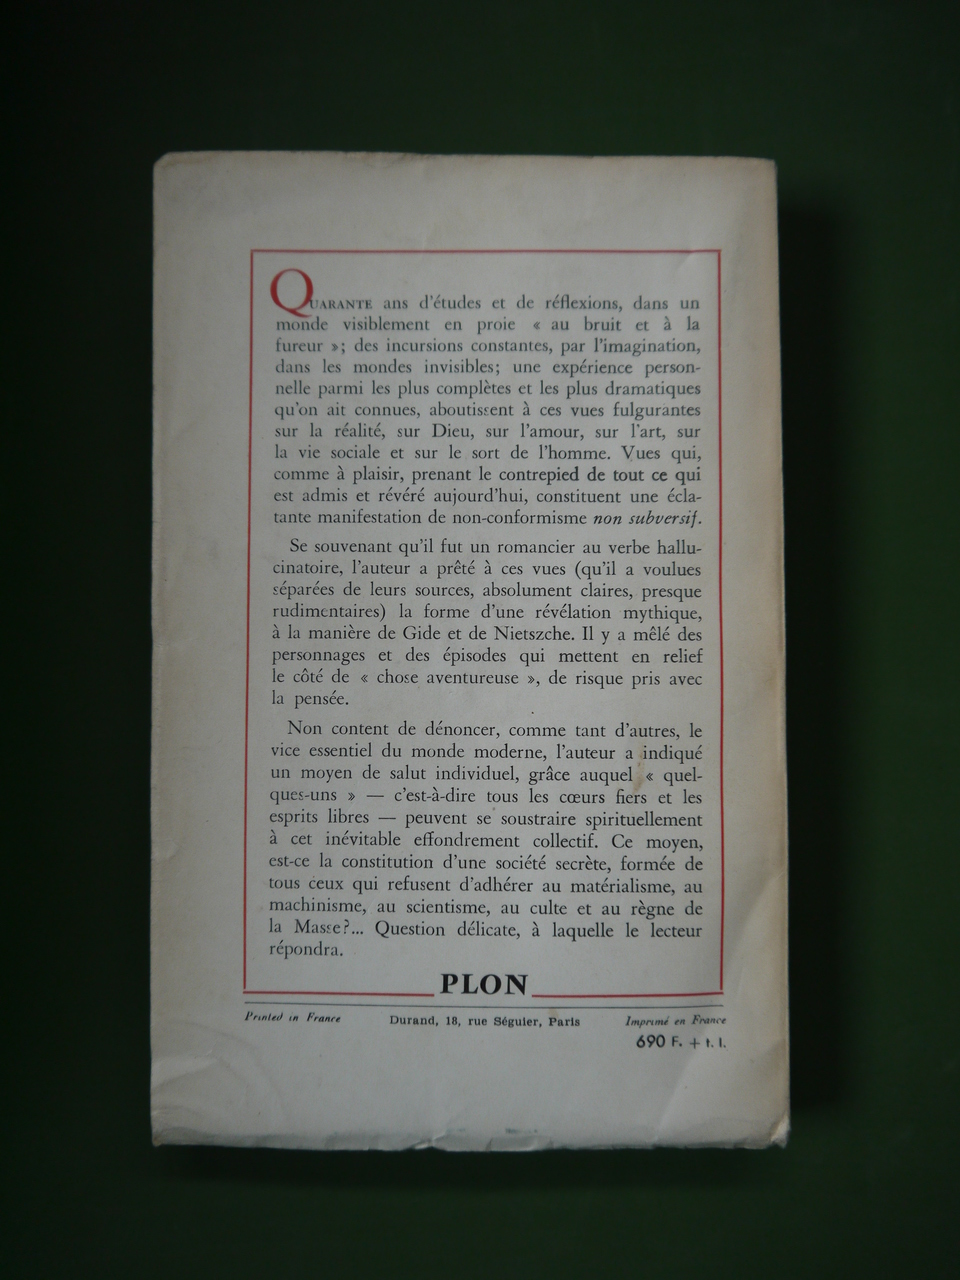 QUARANTE ans d'études et de réflexions, dans un
monde visiblement en proie « au bruit et à la
fureur »; des incursions constantes, par l'imagination,
dans les mondes invisibles; une expérience person-
nelle parmi les plus complètes et les plus dramatiques
qu'on ait connues, aboutissent à ces vues fulgurantes
sur la réalité, sur Dieu, sur l'amour, sur l'art, sur
la vie sociale et sur le sort de l'homme. Vues qui,
comme à plaisir, prenant le contrepied de tout ce qui
est admis et révéré aujourd'hui, constituent une écla-
tante manifestation de non-conformisme non subversif.
Se souvenant qu'il fut un romancier au verbe hallu-
cinatoire, l'auteur a prêté à ces vues (qu'il a voulues
séparées de leurs sources, absolument claires, presque
rudimentaires) la forme d'une révélation mythique,
à la manière de Gide et de Nietszche. Il y a mêlé des
personnages et des épisodes qui mettent en relief
le côté de « chose aventureuse », de risque pris avec
la pensée.
Non content de dénoncer, comme tant d'autres, le
vice essentiel du monde moderne, l'auteur a indiqué
un moyen de salut individuel, grâce auquel « quel-
ques-uns » — c'est-à-dire tous les cœurs fiers et les
esprits libres — peuvent se soustraire spirituellement
à cet inévitable effondrement collectif. Ce moyen,
est-ce la constitution d'une société secrète, formée de
tous ceux qui refusent d'adhérer au matérialisme, au
machinisme, au scientisme, au culte et au règne de
la Masse?... Question délicate, à laquelle le lecteur
répondra.
PLON
Printed in France Durand, 18, rue Séguier, Paris Imprimé en France
690 F. + t. l.